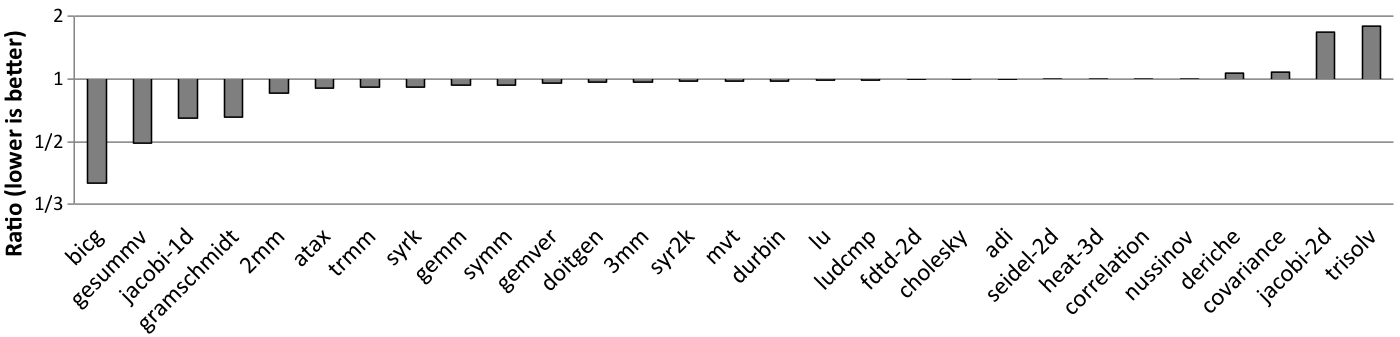 Ratio (lower is better)
2
1
1/2
1/3
bicg
gesummv
jacobi-1d
gramschmidt
2mm
atax
trmm
syrk
gemm
symm
gemver
doitgen
3mm
syr2k
mvt
durbin
lu
ludcmp
fdtd-2d
cholesky
adi
seidel-2d
heat-3d
correlation
nussinov
deriche
covariance
jacobi-2d
trisolv